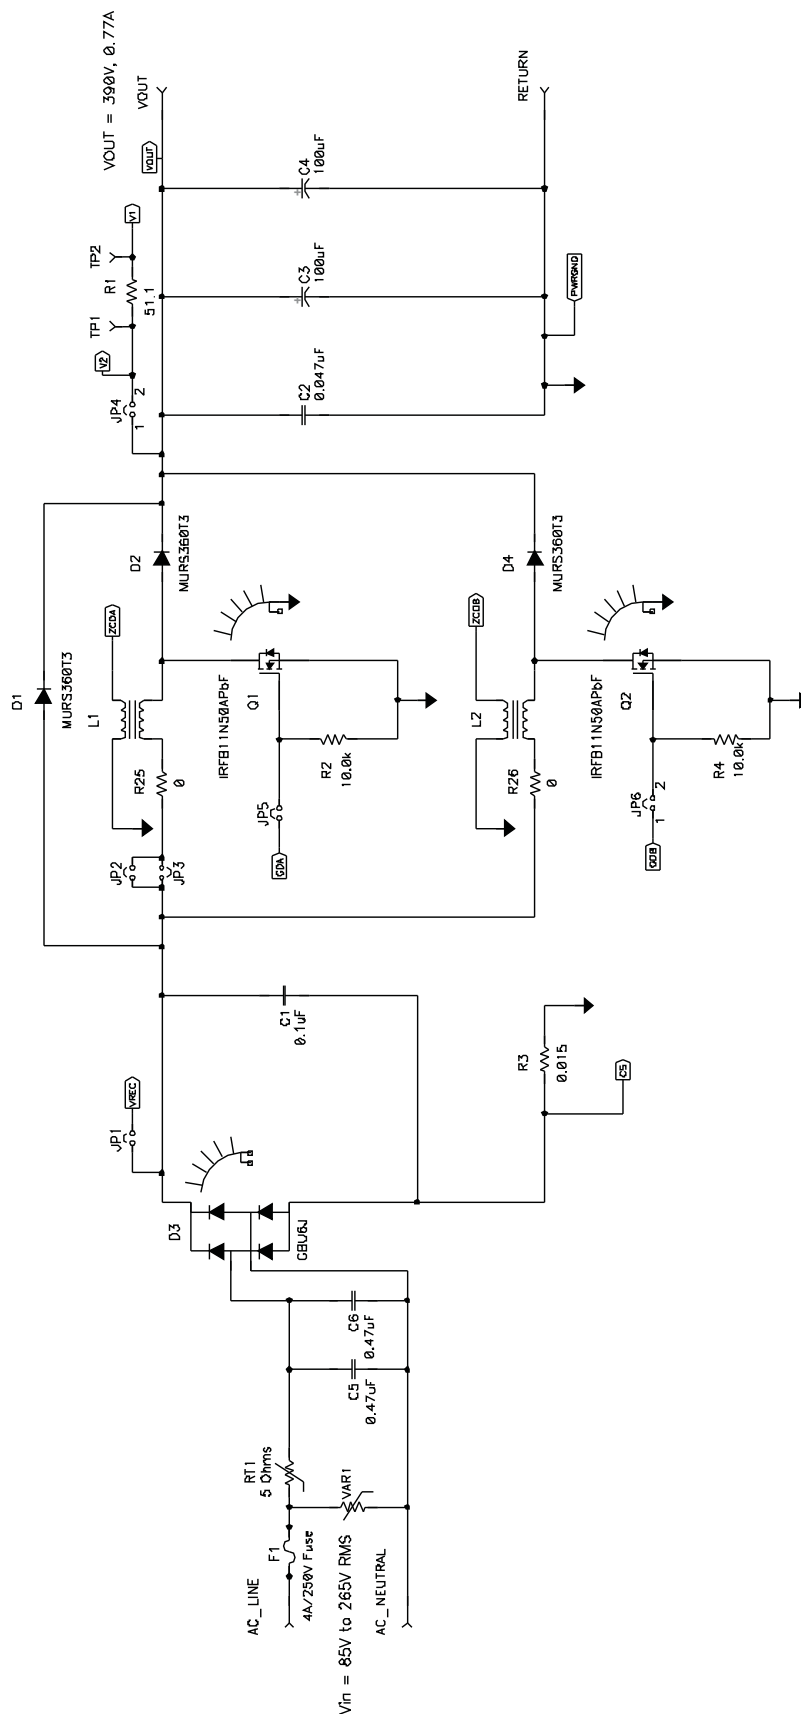 AC_LINE
F1
4A/250V Fuse
Vin = 85V to 265V RMS
AC_NEUTRAL
RT1
5 Ohms
VAR1
C5
0.47uF
C6
0.47uF
D3
GBU6J
JP1
VREC
C1
0.1uF
R3
0.015
CS
D1
MURS360T3
JP2
JP3
R25
0
L1
ZCDA
D2
MURS360T3
GDA
JP5
R2
10.0k
IRFB11N50APbF
Q1
R26
0
L2
ZCDB
D4
MURS360T3
GDB
JP6
1
2
R4
10.0k
IRFB11N50APbF
Q2
JP4
1
2
V2
TP1
R1
51.1
TP2
V1
C2
0.047uF
C3
+
100uF
C4
+
100uF
PWRGND
VOUT
VOUT = 390V, 0.77A
VOUT
RETURN